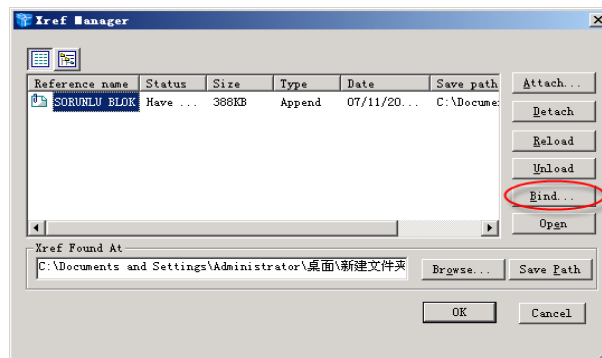 Xref Manager
Reference name Status Size Type Date Save path
SORUNLU BLOK Have ... 388KB Append 07/11/20... C:\Docume
Attach...
Detach
Reload
Unload
Bind...
Open
Xref Found At
C:\Documents and Settings\Administrator\桌面\新建文件夹
Browse... Save Path
OK Cancel